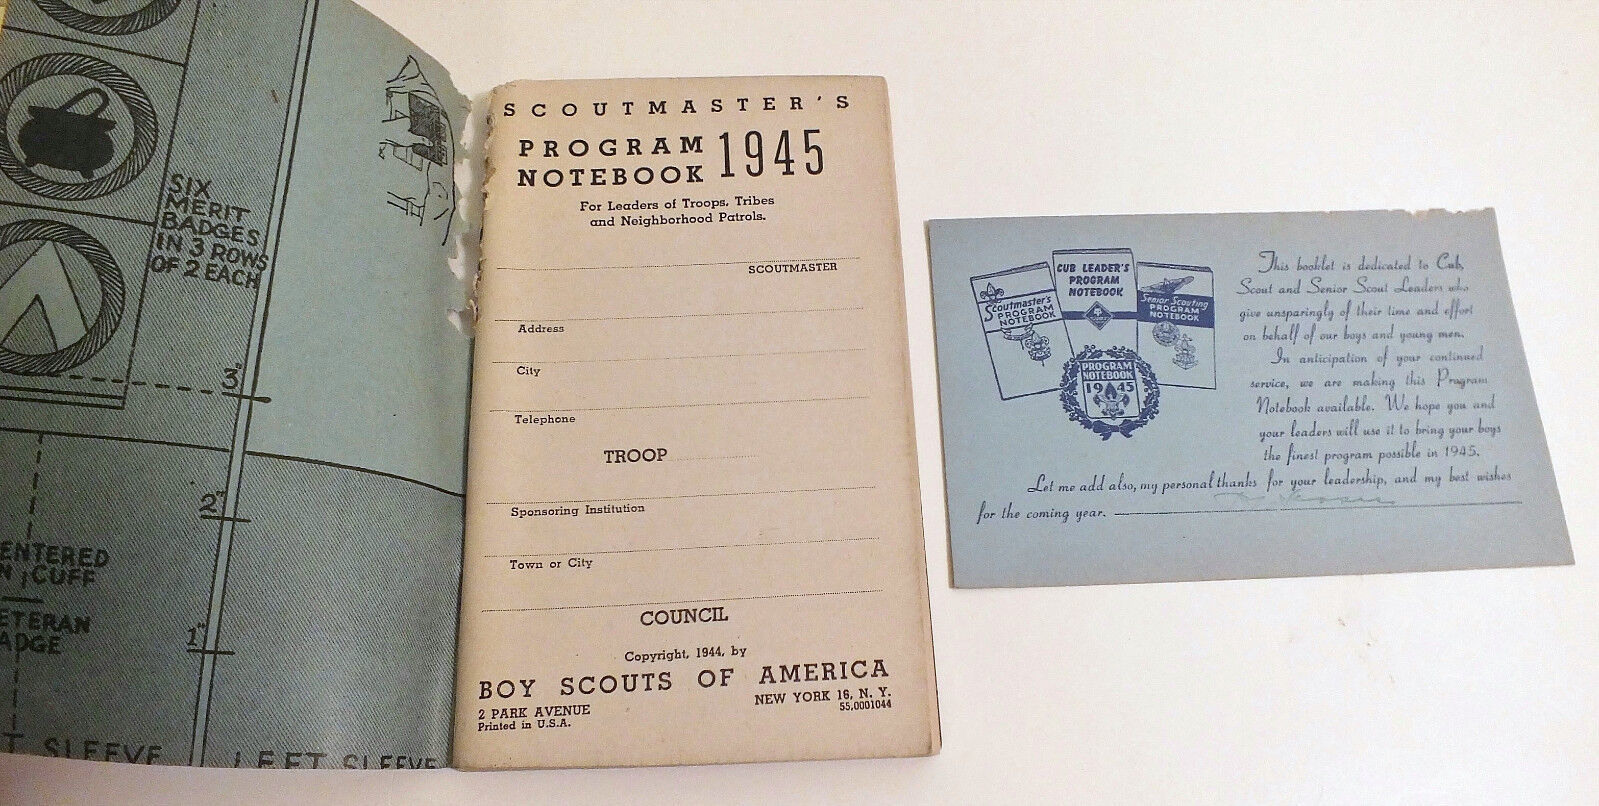 SIX
MERIT
BADGES
IN 3 ROWS
OF 2 EACH
3"
2"
ENTERED
N CUFF
ETERAN
ADGE
1"
T SLEEVE
LEFT SLEEVE
SCOUTMASTER'S
PROGRAM
NOTEBOOK 1945
For Leaders of Troops, Tribes
and Neighborhood Patrols.
SCOUTMASTER
Address
City
Telephone
TROOP
Sponsoring Institution
Town or City
COUNCIL
Copyright, 1944, by
BOY SCOUTS OF AMERICA
2 PARK AVENUE
NEW YORK 16, N. Y.
Printed in U.S.A.
55,0001044
Scoutmaster's
PROGRAM
NOTEBOOK
CUB LEADER'S
PROGRAM
NOTEBOOK
Senior Scouting
PROGRAM
NOTEBOOK
PROGRAM
NOTEBOOK
1945
This booklet is dedicated to Cub,
Scout and Senior Scout Leaders who
give unsparingly of their time and effort
on behalf of our boys and young men.
In anticipation of your continued
service, we are making this Program
Notebook available. We hope you and
your leaders will use it to bring your boys
the finest program possible in 1945.
Let me add also, my personal thanks for your leadership, and my best wishes
for the coming year.